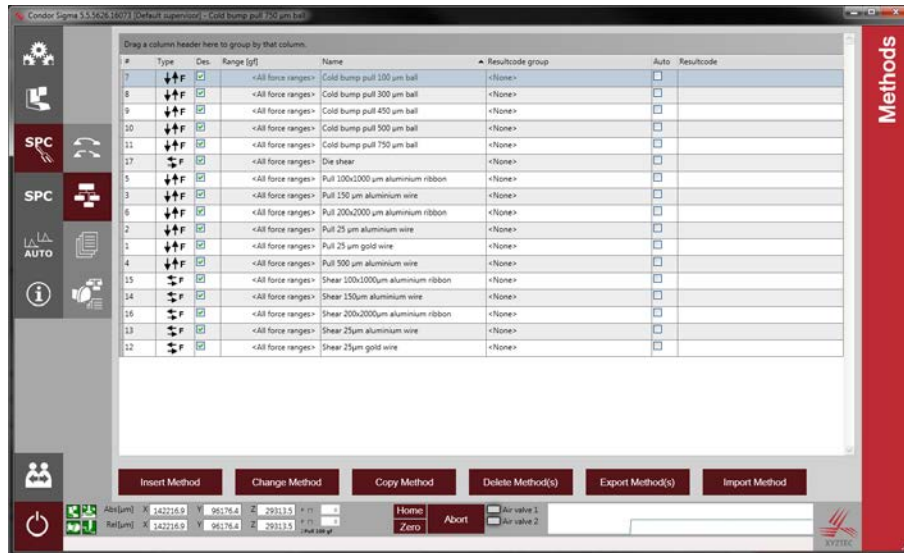 Condor Sigma 5.5.5626.16073 [Default supervisor] - Cold bump pull 750 µm ball
Methods
Drag a column header here to group by that column.
# Type Des. Range [gf] Name Resultcode group Auto Resultcode
7 F <All force ranges> Cold bump pull 100 µm ball <None>
8 F <All force ranges> Cold bump pull 300 µm ball <None>
9 F <All force ranges> Cold bump pull 450 µm ball <None>
10 F <All force ranges> Cold bump pull 500 µm ball <None>
11 F <All force ranges> Cold bump pull 750 µm ball <None>
17 F <All force ranges> Die shear <None>
5 F <All force ranges> Pull 100x1000 µm aluminium ribbon <None>
3 F <All force ranges> Pull 150 µm aluminium wire <None>
6 F <All force ranges> Pull 200x2000 µm aluminium ribbon <None>
2 F <All force ranges> Pull 25 µm aluminium wire <None>
1 F <All force ranges> Pull 25 µm gold wire <None>
4 F <All force ranges> Pull 500 µm aluminium wire <None>
15 F <All force ranges> Shear 100x1000µm aluminium ribbon <None>
14 F <All force ranges> Shear 150µm aluminium wire <None>
16 F <All force ranges> Shear 200x2000µm aluminium ribbon <None>
13 F <All force ranges> Shear 25µm aluminium wire <None>
12 F <All force ranges> Shear 25µm gold wire <None>
SPC
SPC
AUTO
Insert Method Change Method Copy Method Delete Method(s) Export Method(s) Import Method
Abs[µm] X 142216.9 Y 96176.4 Z 29313.5
Rel[µm] X 142216.9 Y 96176.4 Z 29313.5
Pull 100 gf
Home
Zero
Abort
Air valve 1
Air valve 2
XYZTEC